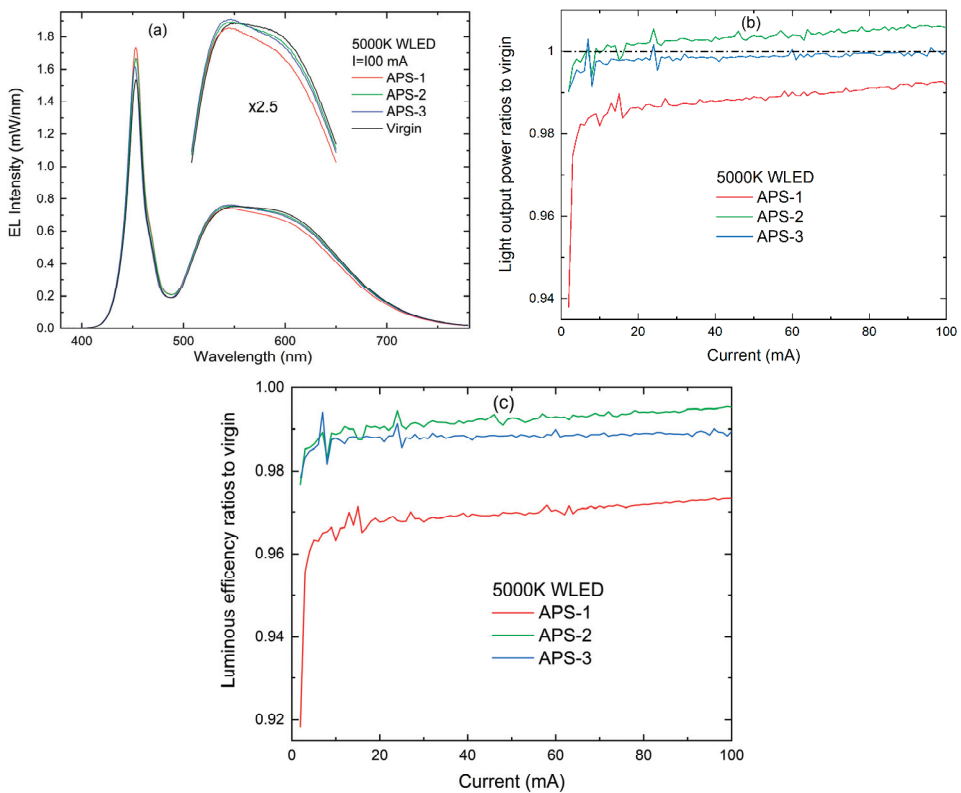 (a)
5000K WLED
I=I00 mA
APS-1
APS-2
APS-3
Virgin
x2.5
EL Intensity (mW/nm)
1.8
1.6
1.4
1.2
1.0
0.8
0.6
0.4
0.2
0.0
400 500 600 700
Wavelength (nm)
(b)
Light output power ratios to virgin
1
0.98
0.96
0.94
5000K WLED
APS-1
APS-2
APS-3
0 20 40 60 80 100
Current (mA)
(c)
Luminous efficency ratios to virgin
1.00
0.98
0.96
0.94
0.92
5000K WLED
APS-1
APS-2
APS-3
0 20 40 60 80 100
Current (mA)